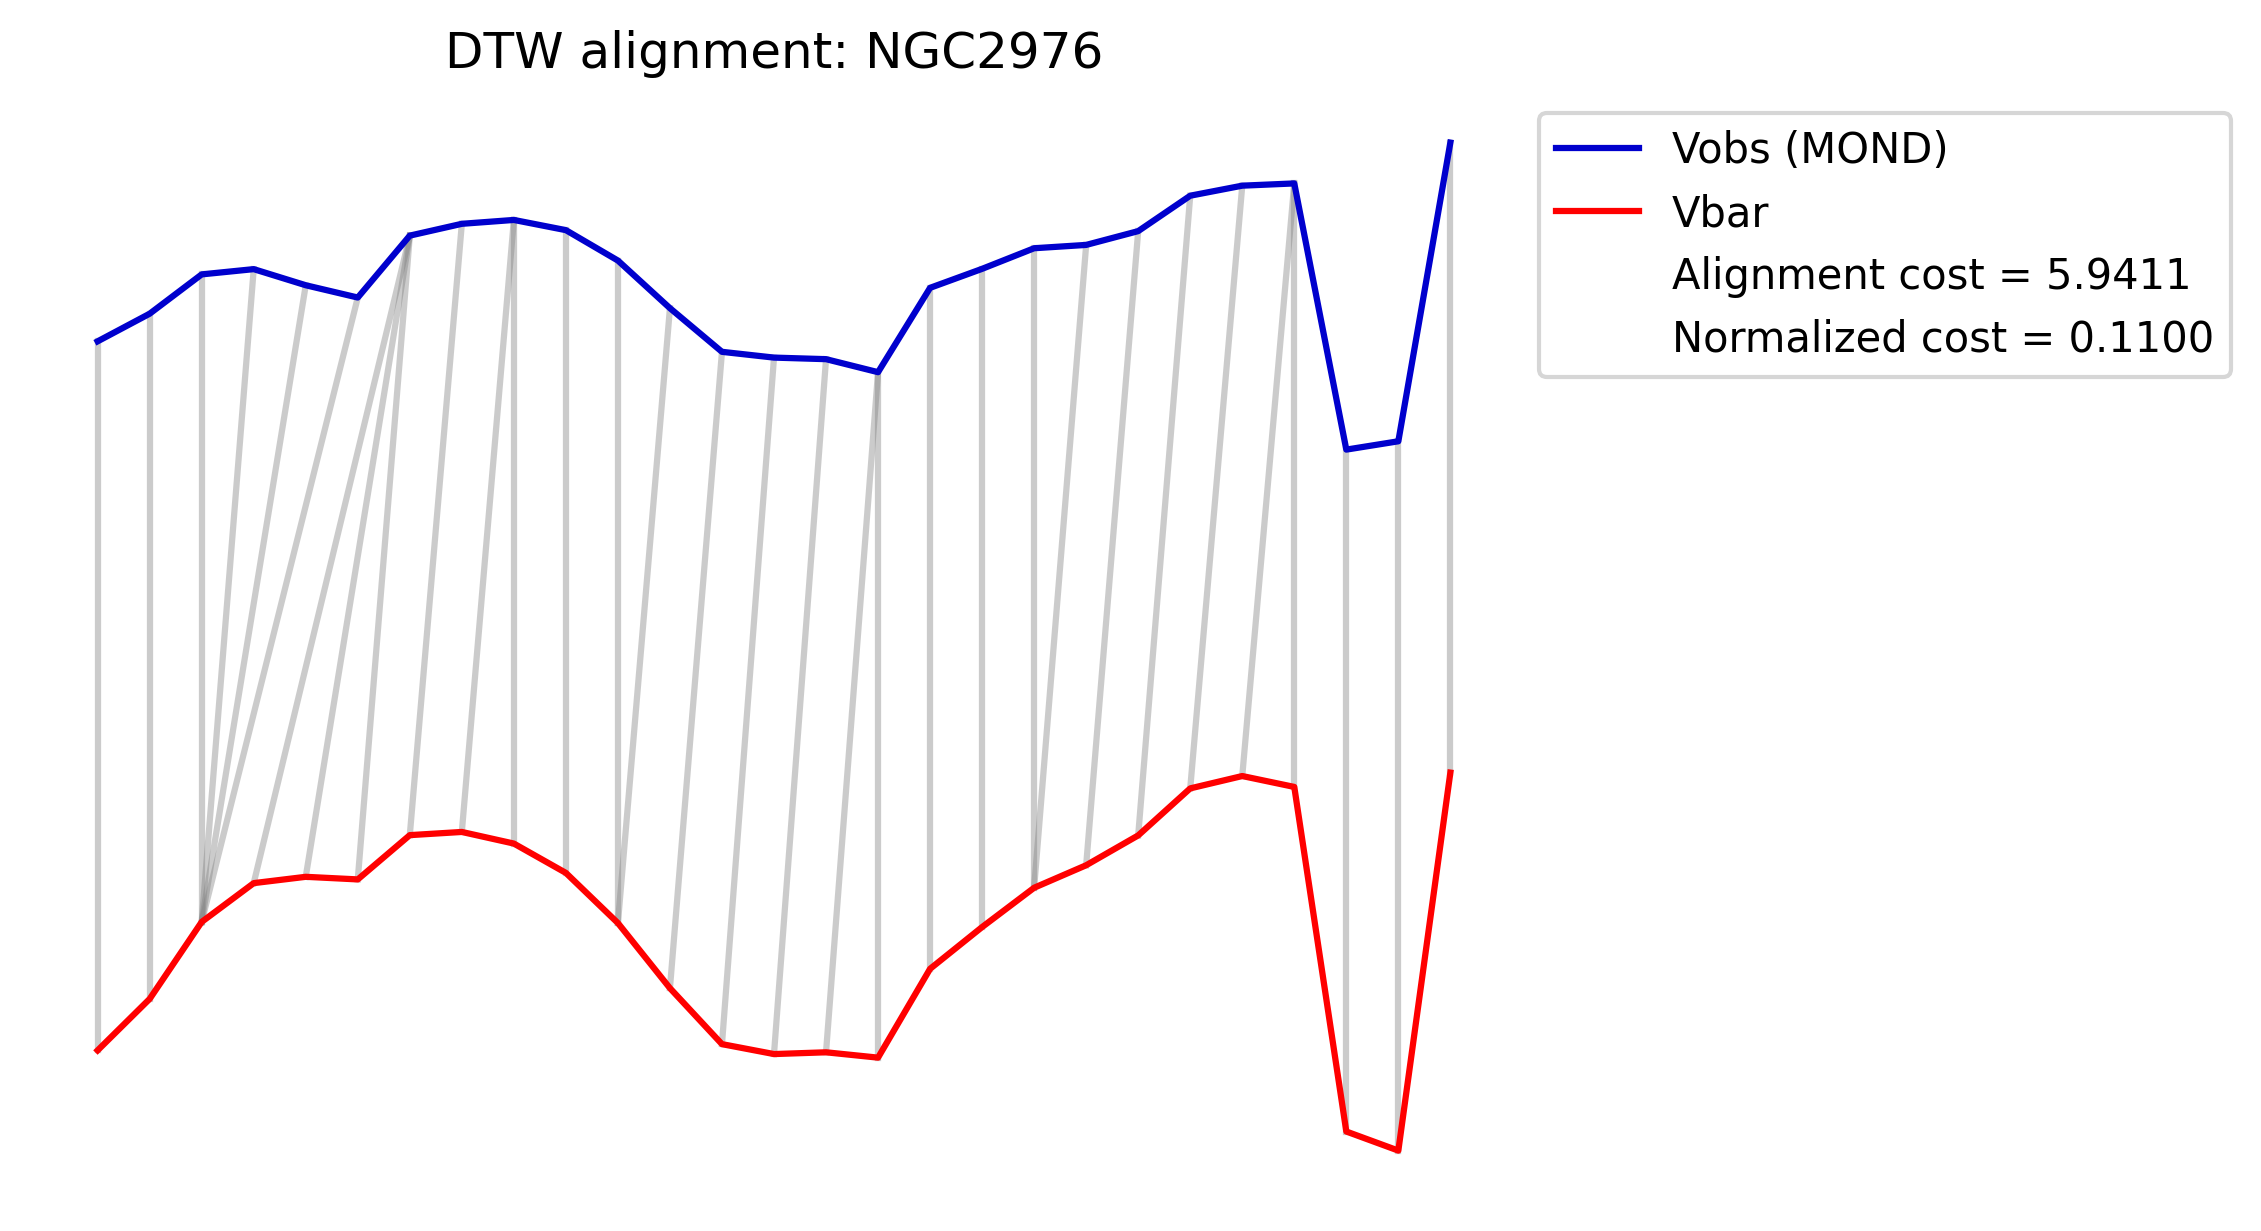 DTW alignment: NGC2976
Vobs (MOND)
Vbar
Alignment cost = 5.9411
Normalized cost = 0.1100